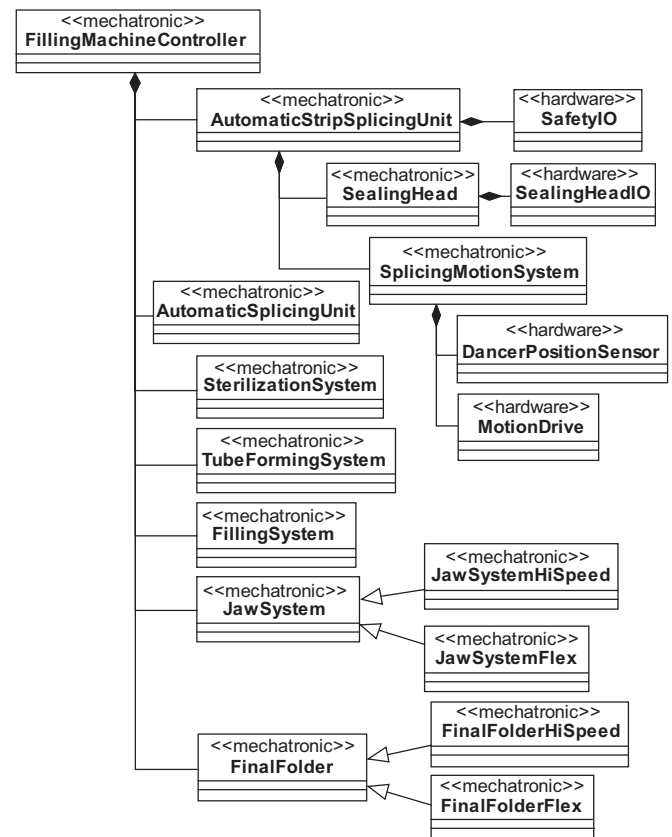 <<mechatronic>>
FillingMachineController
<<mechatronic>>
AutomaticStripSplicingUnit
<<hardware>>
SafetyIO
<<mechatronic>>
SealingHead
<<hardware>>
SealingHeadIO
<<mechatronic>>
SplicingMotionSystem
<<mechatronic>>
AutomaticSplicingUnit
<<hardware>>
DancerPositionSensor
<<mechatronic>>
SterilizationSystem
<<hardware>>
MotionDrive
<<mechatronic>>
TubeFormingSystem
<<mechatronic>>
FillingSystem
<<mechatronic>>
JawSystemHiSpeed
<<mechatronic>>
JawSystem
<<mechatronic>>
JawSystemFlex
<<mechatronic>>
FinalFolderHiSpeed
<<mechatronic>>
FinalFolder
<<mechatronic>>
FinalFolderFlex